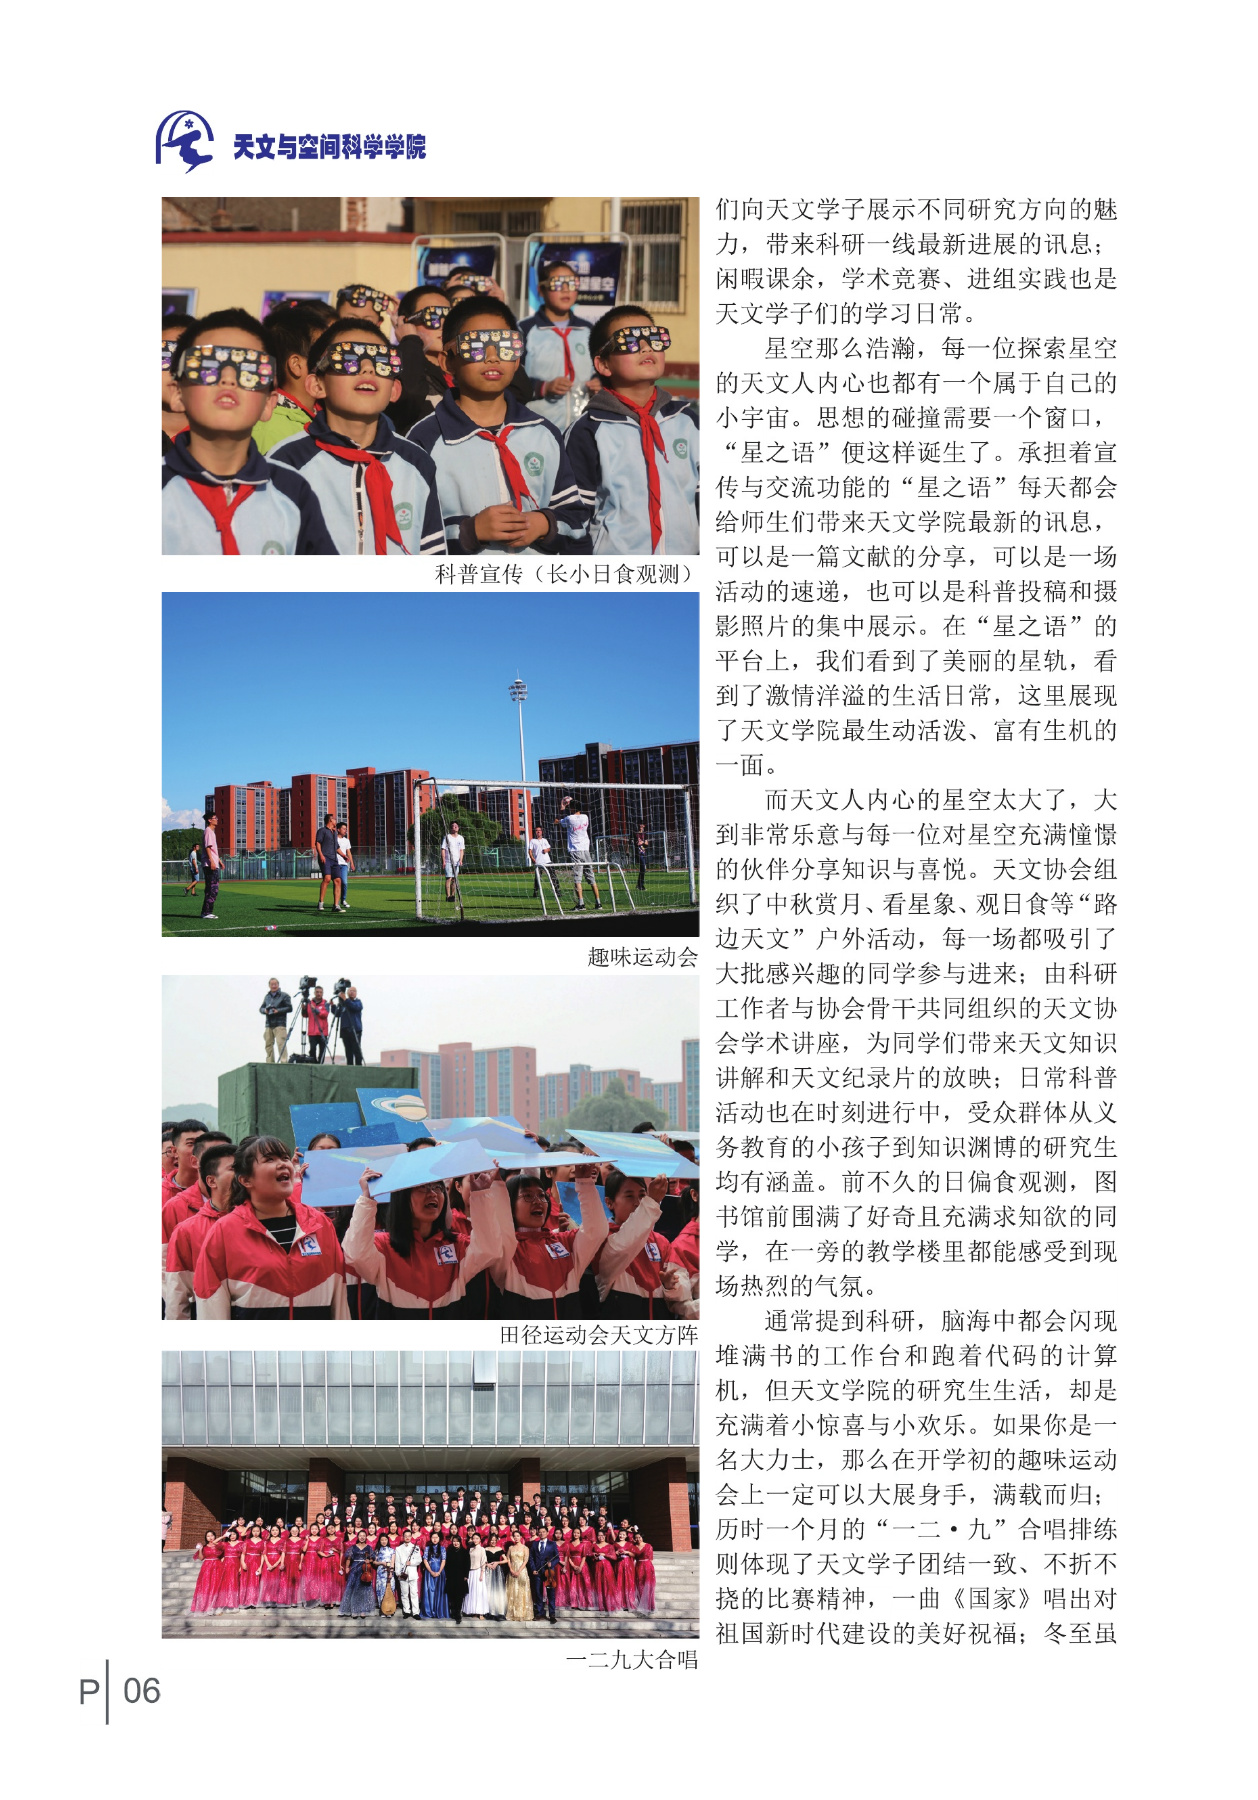 天文与空间科学学院
科普宣传（长小日食观测）
趣味运动会
田径运动会天文方阵
一二九大合唱
们向天文学子展示不同研究方向的魅
力，带来科研一线最新进展的讯息；
闲暇课余，学术竞赛、进组实践也是
天文学子们的学习日常。
星空那么浩瀚，每一位探索星空
的天文人内心也都有一个属于自己的
小宇宙。思想的碰撞需要一个窗口，
“星之语”便这样诞生了。承担着宣
传与交流功能的“星之语”每天都会
给师生们带来天文学院最新的讯息，
可以是一篇文献的分享，可以是一场
活动的速递，也可以是科普投稿和摄
影照片的集中展示。在“星之语”的
平台上，我们看到了美丽的星轨，看
到了激情洋溢的生活日常，这里展现
了天文学院最生动活泼、富有生机的
一面。
而天文人内心的星空太大了，大
到非常乐意与每一位对星空充满憧憬
的伙伴分享知识与喜悦。天文协会组
织了中秋赏月、看星象、观日食等“路
边天文”户外活动，每一场都吸引了
大批感兴趣的同学参与进来；由科研
工作者与协会骨干共同组织的天文协
会学术讲座，为同学们带来天文知识
讲解和天文纪录片的放映；日常科普
活动也在时刻进行中，受众群体从义
务教育的小孩子到知识渊博的研究生
均有涵盖。前不久的日偏食观测，图
书馆前围满了好奇且充满求知欲的同
学，在一旁的教学楼里都能感受到现
场热烈的气氛。
通常提到科研，脑海中都会闪现
堆满书的工作台和跑着代码的计算
机，但天文学院的研究生生活，却是
充满着小惊喜与小欢乐。如果你是一
名大力士，那么在开学初的趣味运动
会上一定可以大展身手，满载而归；
历时一个月的“一二·九”合唱排练
则体现了天文学子团结一致、不折不
挠的比赛精神，一曲《国家》唱出对
祖国新时代建设的美好祝福；冬至虽
P 06